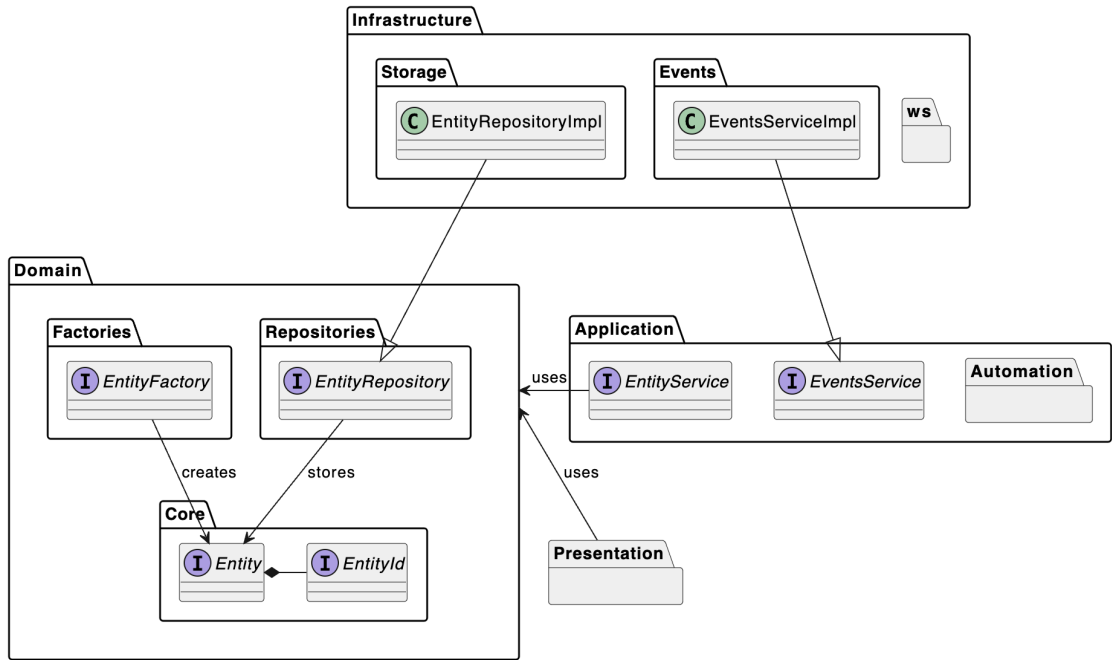 Infrastructure
Storage
Events
ws
C EntityRepositoryImpl
C EventsServiceImpl
Domain
Factories
Repositories
Application
I EntityFactory
I EntityRepository
uses
I EntityService
I EventsService
Automation
creates
stores
uses
Core
I Entity
I EntityId
Presentation